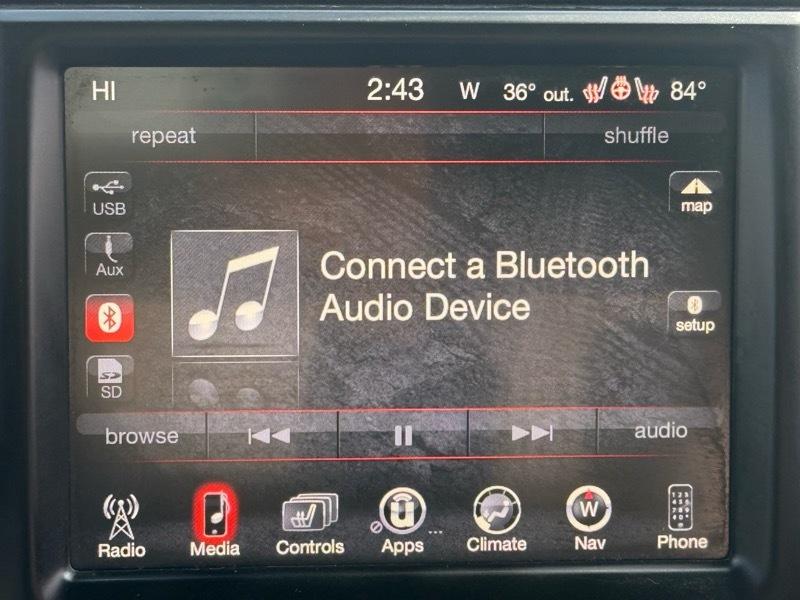 HI 2:43 W 36° out. 84°
repeat shuffle
USB
map
Aux
Connect a Bluetooth
Audio Device
setup
SD
browse audio
Radio Media Controls Apps Climate Nav Phone
W